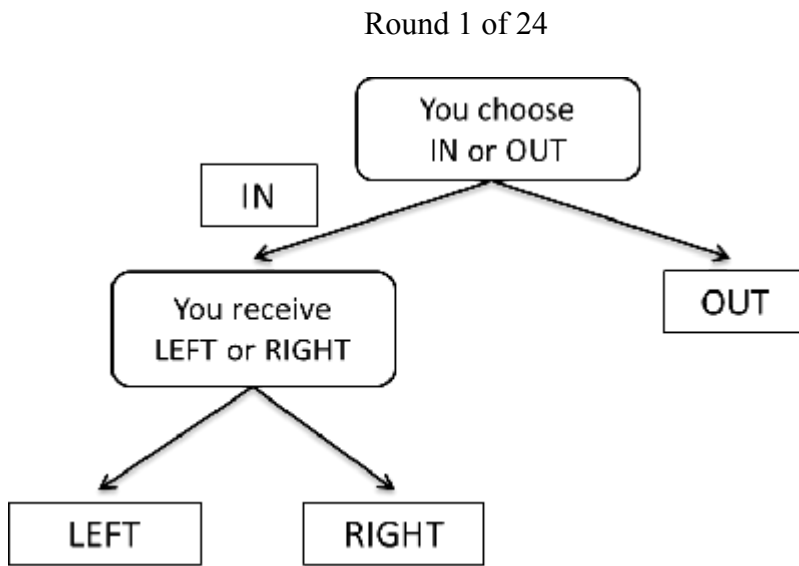 Round 1 of 24
You choose
IN or OUT
IN
You receive
LEFT or RIGHT
OUT
LEFT
RIGHT